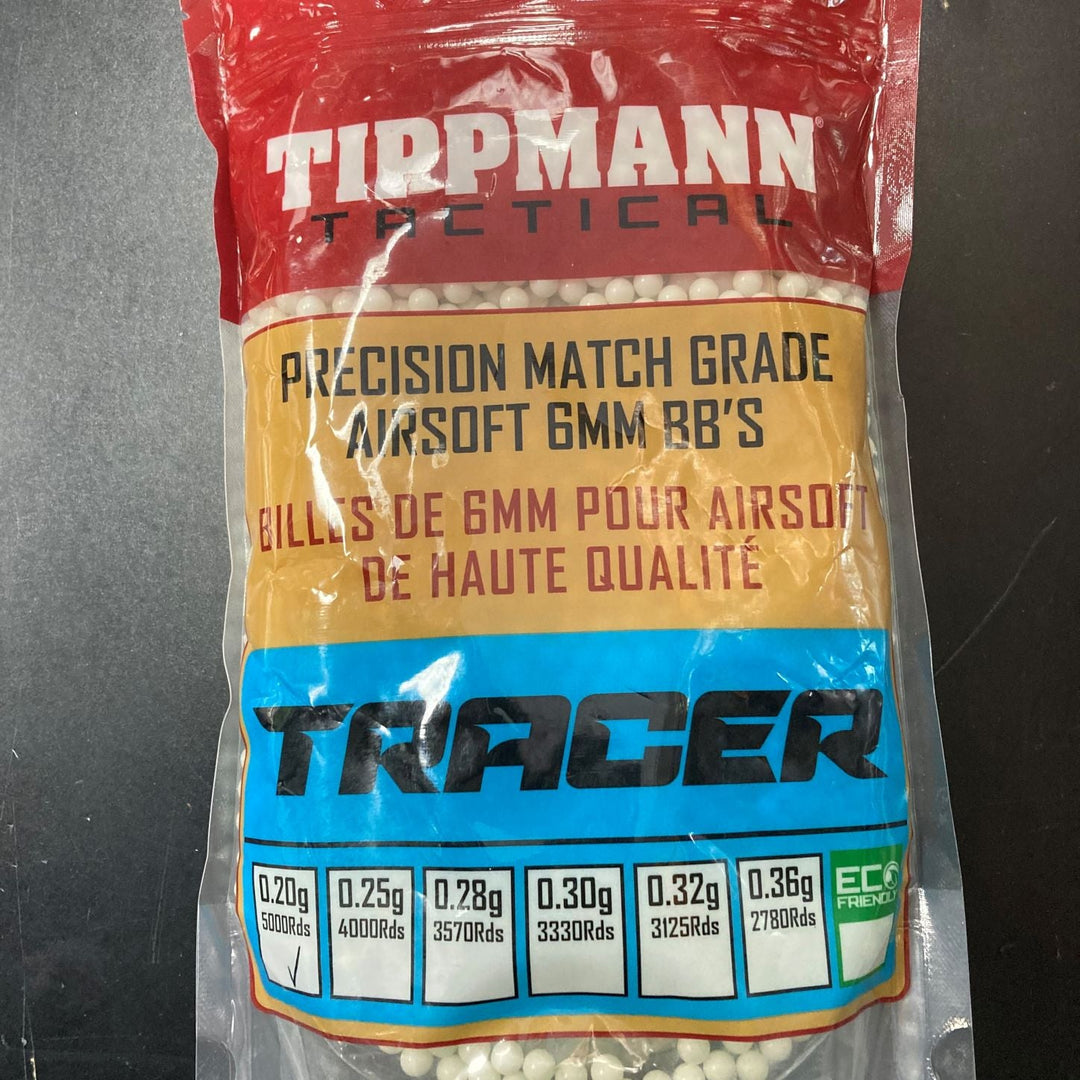 TIPPMANN®
TACTICAL
PRECISION MATCH GRADE
AIRSOFT 6MM BB'S
BILLES DE 6MM POUR AIRSOFT
DE HAUTE QUALITÉ
TRACER
0.20g 0.25g 0.28g 0.30g 0.32g 0.36g ECO
5000Rds 4000Rds 3570Rds 3330Rds 3125Rds 2780Rds FRIENDLY